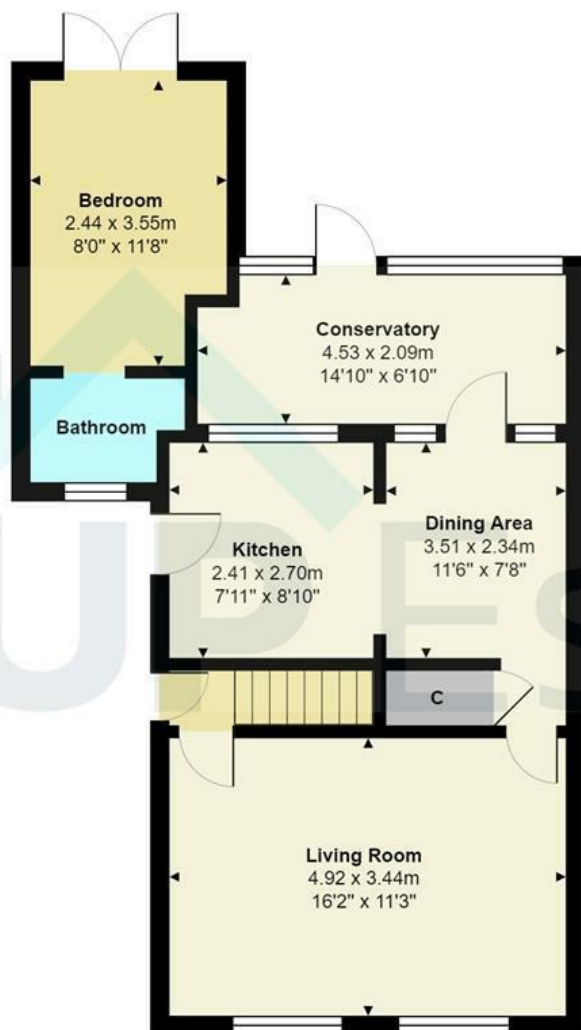 Bedroom
2.44 x 3.55m
8'0" x 11'8"
Conservatory
4.53 x 2.09m
14'10" x 6'10"
Bathroom
Kitchen
2.41 x 2.70m
7'11" x 8'10"
Dining Area
3.51 x 2.34m
11'6" x 7'8"
C
Living Room
4.92 x 3.44m
16'2" x 11'3"